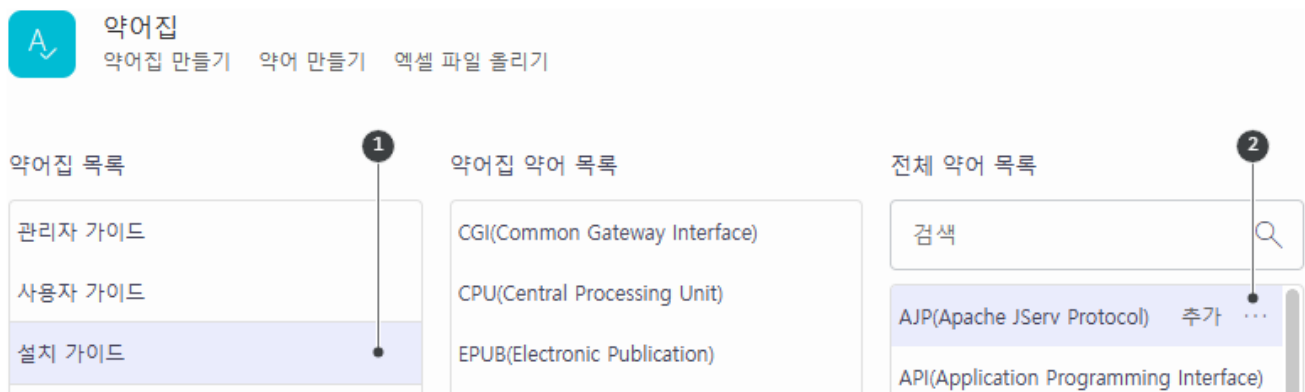 약어집
약어집 만들기 약어 만들기 엑셀 파일 올리기
1
2
약어집 목록
관리자 가이드
사용자 가이드
설치 가이드
약어집 약어 목록
CGI(Common Gateway Interface)
CPU(Central Processing Unit)
EPUB(Electronic Publication)
전체 약어 목록
검색
AJP(Apache JServ Protocol) 추가 ···
API(Application Programming Interface)